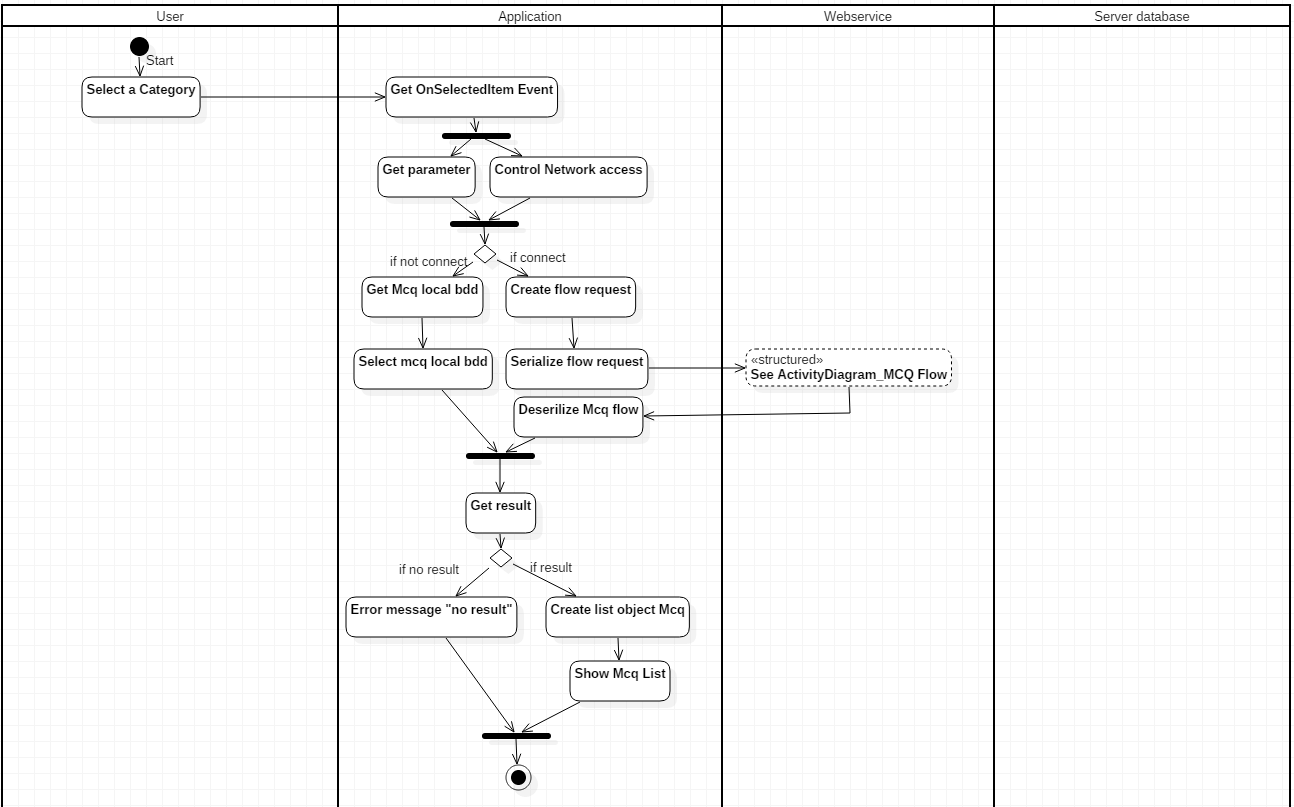 User
Application
Webservice
Server database
Start
Select a Category
Get OnSelectedItem Event
Get parameter
Control Network access
if not connect
if connect
Get Mcq local bdd
Create flow request
Select mcq local bdd
Serialize flow request
«structured»
See ActivityDiagram_MCQ Flow
Deserilize Mcq flow
Get result
if no result
if result
Error message "no result"
Create list object Mcq
Show Mcq List